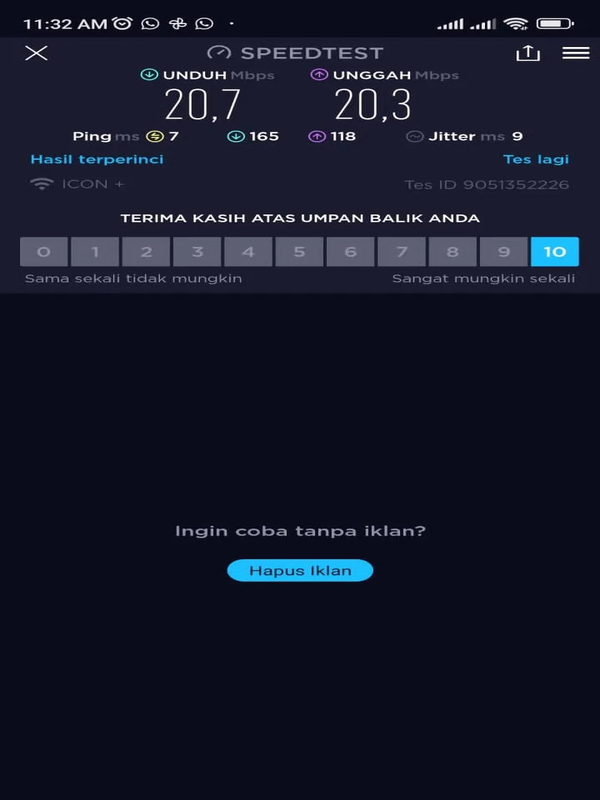 11:32 AM
SPEEDTEST
UNDUH Mbps UNGGAH Mbps
20,7 20,3
Ping ms 7 165 118 Jitter ms 9
Hasil terperinci Tes lagi
ICON + Tes ID 9051352226
TERIMA KASIH ATAS UMPAN BALIK ANDA
0 1 2 3 4 5 6 7 8 9 10
Sama sekali tidak mungkin Sangat mungkin sekali
Ingin coba tanpa iklan?
Hapus Iklan